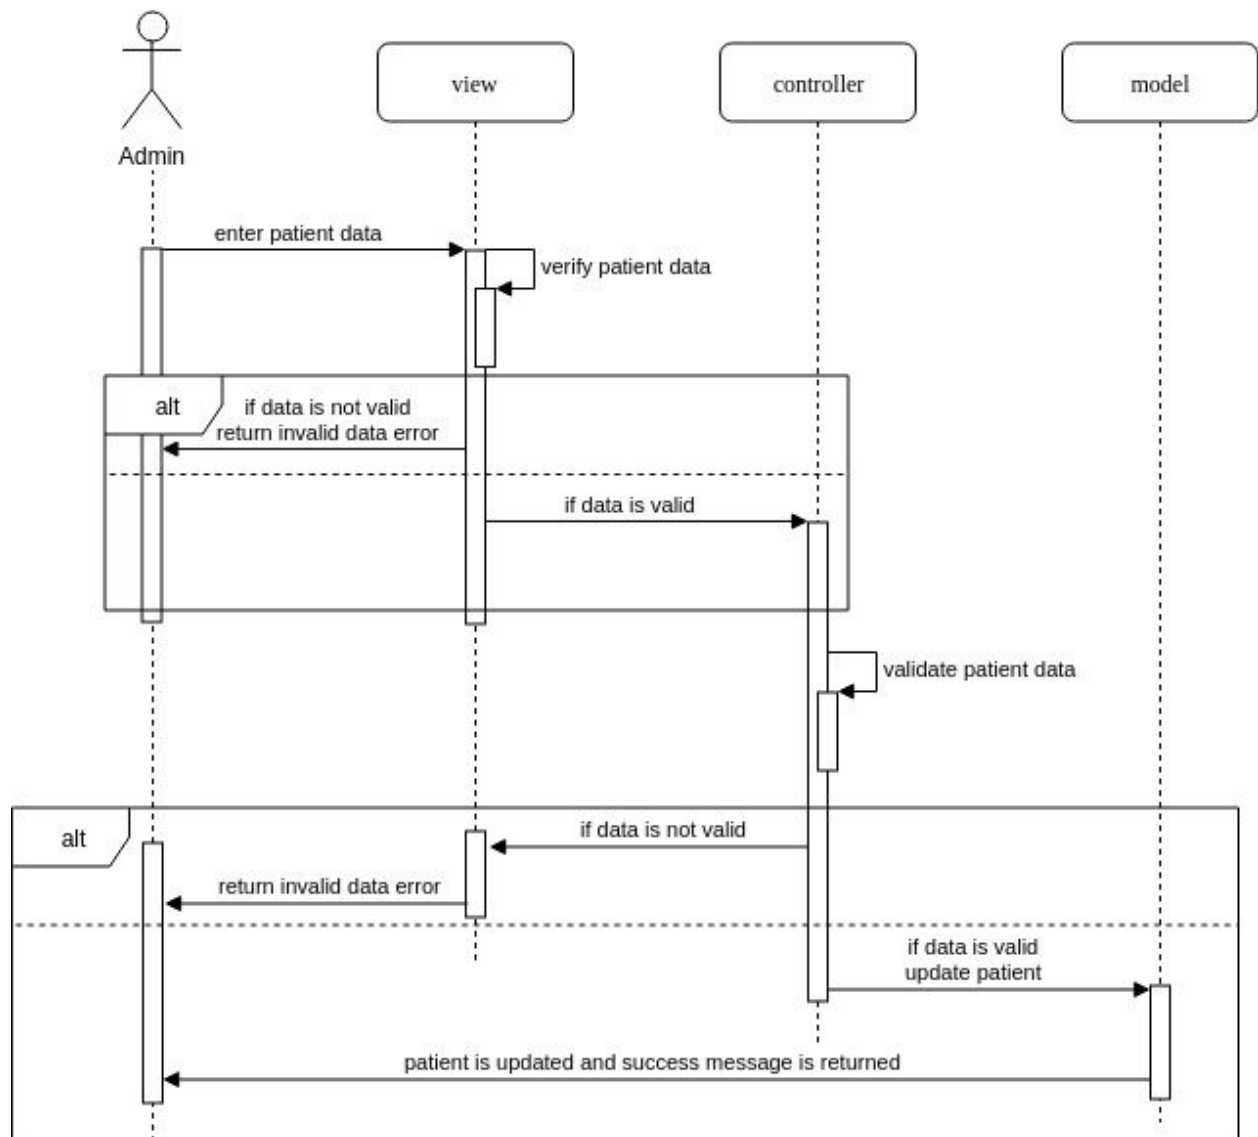 view
controller
model
Admin
enter patient data
verify patient data
alt
if data is not valid
return invalid data error
if data is valid
validate patient data
alt
if data is not valid
return invalid data error
if data is valid
update patient
patient is updated and success message is returned